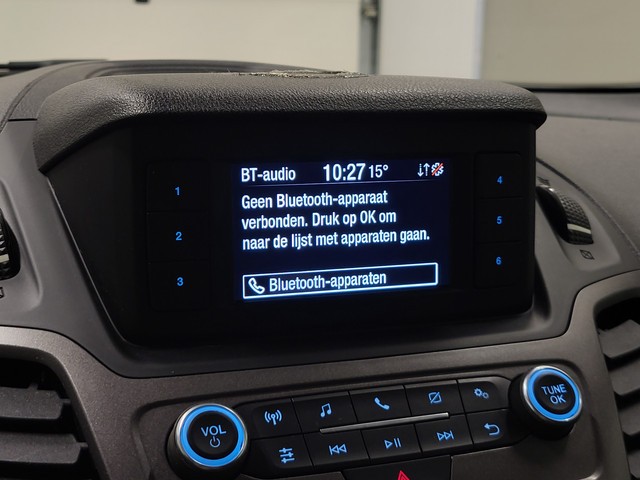 BT-audio 10:27 15°
Geen Bluetooth-apparaat
verbonden. Druk op OK om
naar de lijst met apparaten gaan.
Bluetooth-apparaten
1
2
3
4
5
6
VOL
TUNE
OK